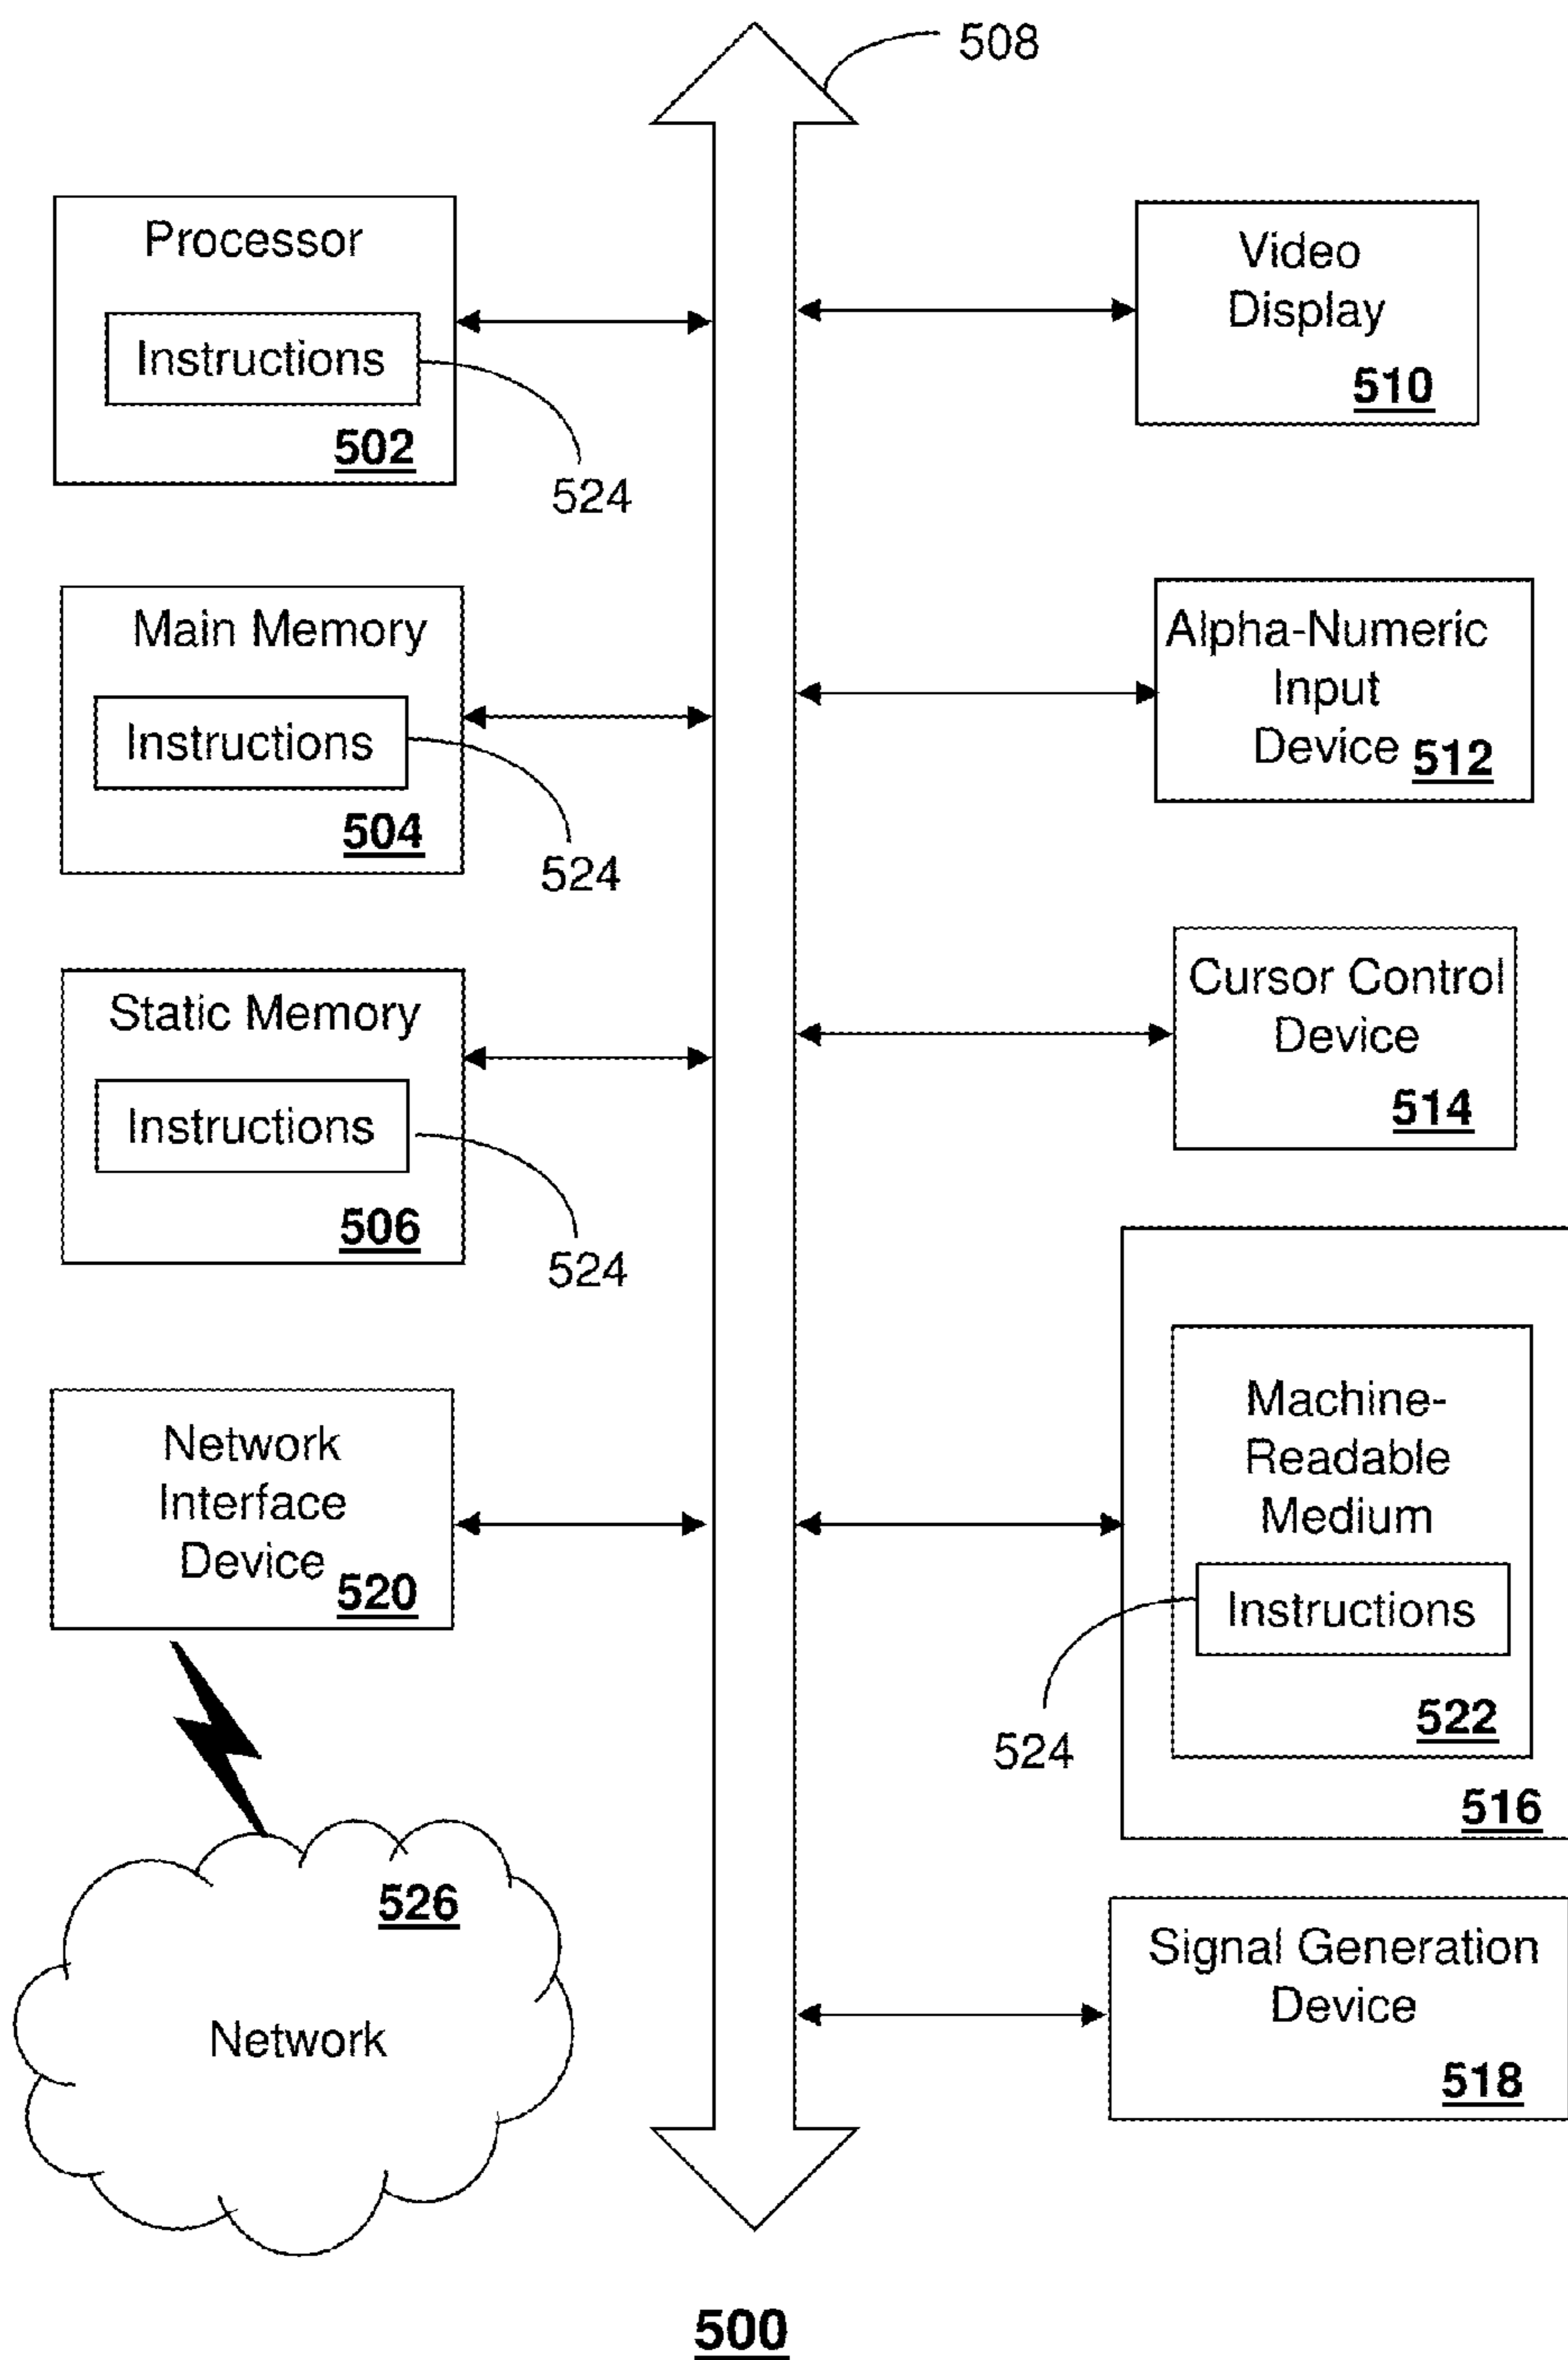 508
Processor
Instructions
502
524
Main Memory
Instructions
504
524
Static Memory
Instructions
506
524
Network
Interface
Device
520
526
Network
Video
Display
510
Alpha-Numeric
Input
Device 512
Cursor Control
Device
514
Machine-
Readable
Medium
Instructions
522
524
516
Signal Generation
Device
518
500